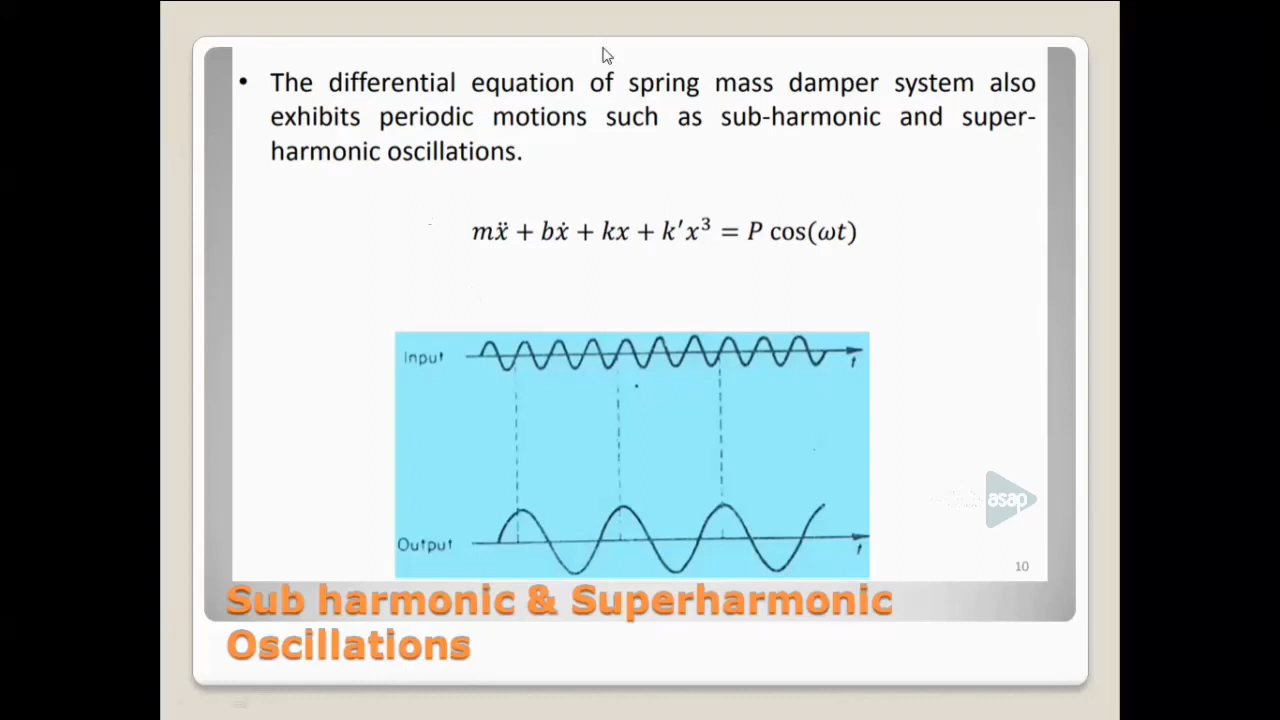 • The differential equation of spring mass damper system also
exhibits periodic motions such as sub-harmonic and super-
harmonic oscillations.
mẍ + bẋ + kx + k′x³ = P cos(ωt)
Input
t
Output
t
asap
10
Sub harmonic & Superharmonic
Oscillations